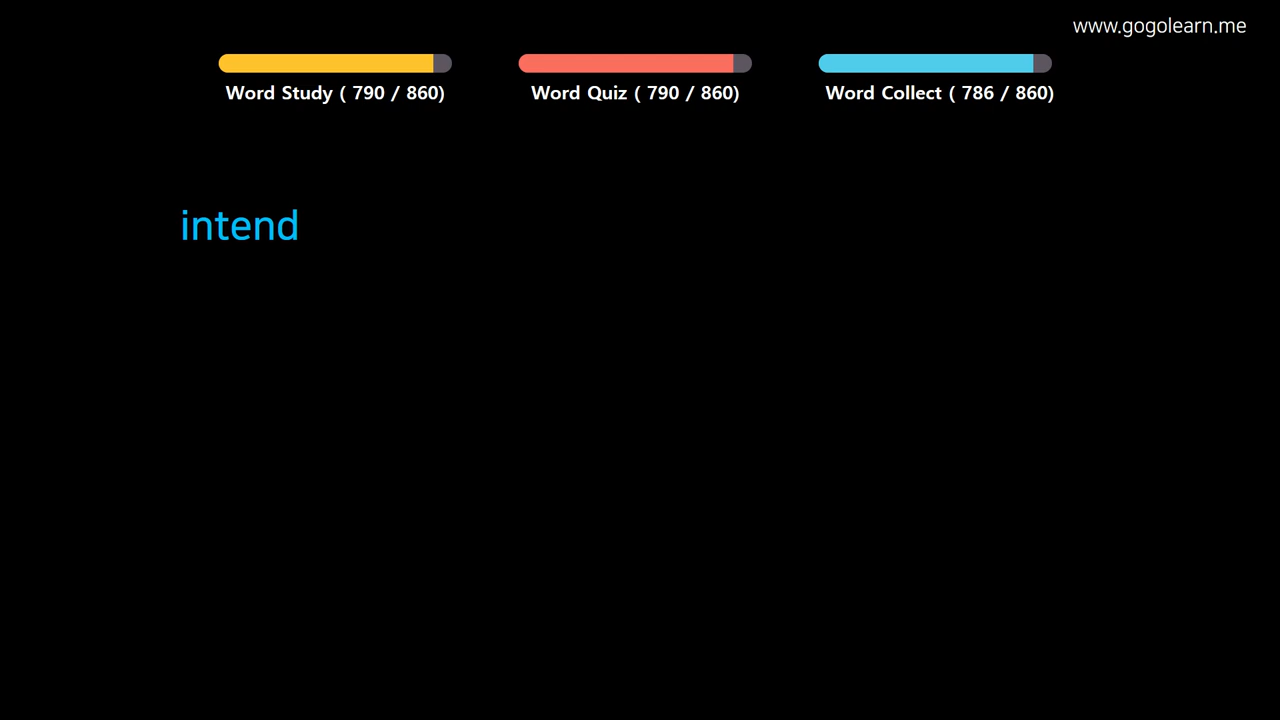 www.gogolearn.me
Word Study ( 790 / 860)
Word Quiz ( 790 / 860)
Word Collect ( 786 / 860)
intend